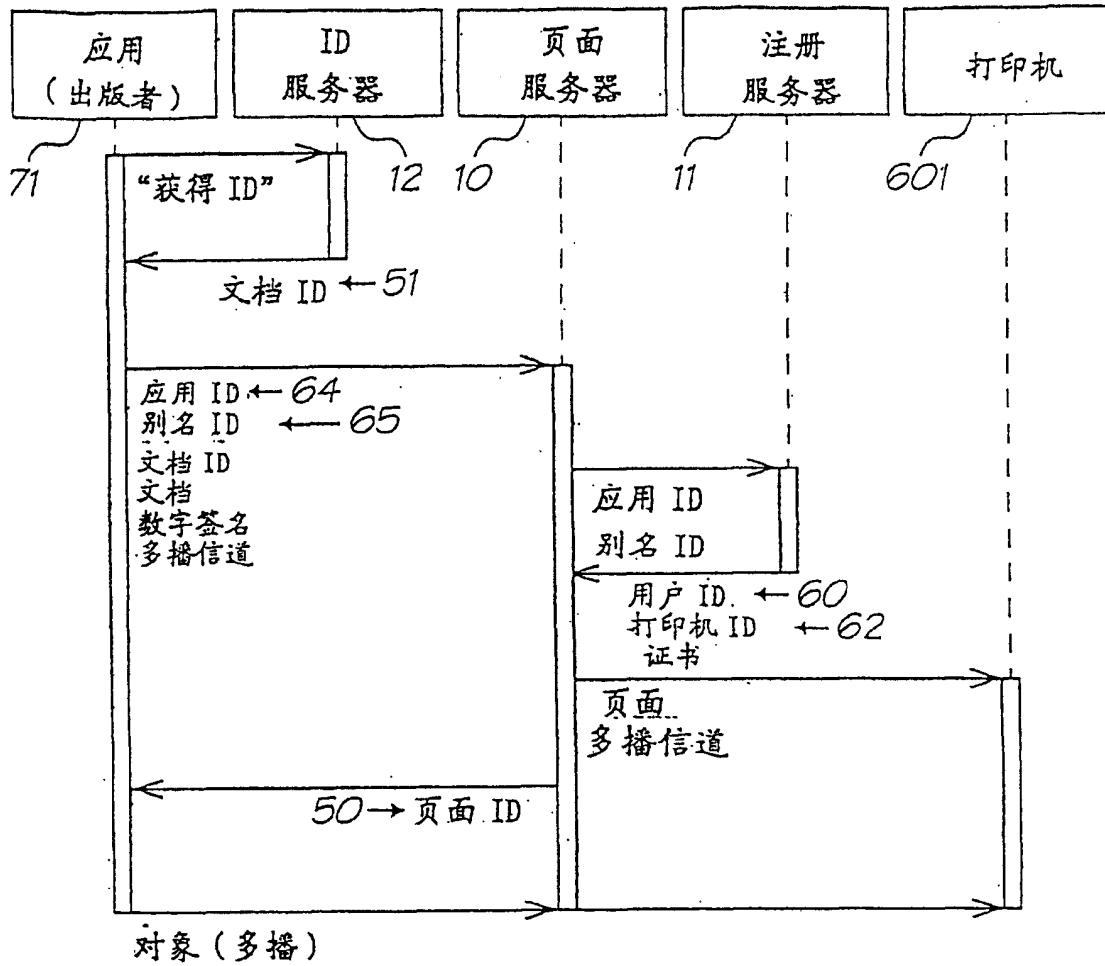 应用
（出版者）
ID
服务器
页面
服务器
注册
服务器
打印机
71
12
10
11
601
“获得 ID”
文档 ID ← 51
应用 ID ← 64
别名 ID ← 65
文档 ID
文档
数字签名
多播信道
应用 ID
别名 ID
用户 ID ← 60
打印机 ID ← 62
证书
页面
多播信道
50 → 页面 ID
对象（多播）